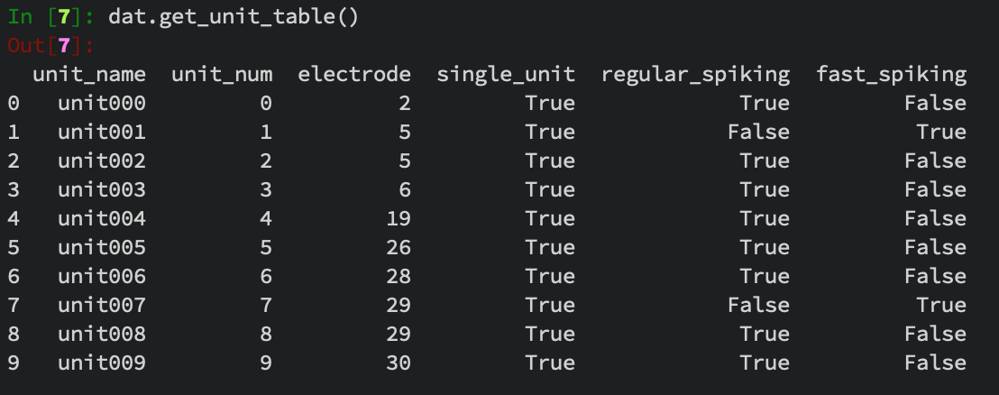 In [7]: dat.get_unit_table()
Out[7]:
unit_name unit_num electrode single_unit regular_spiking fast_spiking
0 unit000 0 2 True True False
1 unit001 1 5 True False True
2 unit002 2 5 True True False
3 unit003 3 6 True True False
4 unit004 4 19 True True False
5 unit005 5 26 True True False
6 unit006 6 28 True True False
7 unit007 7 29 True False True
8 unit008 8 29 True True False
9 unit009 9 30 True True False